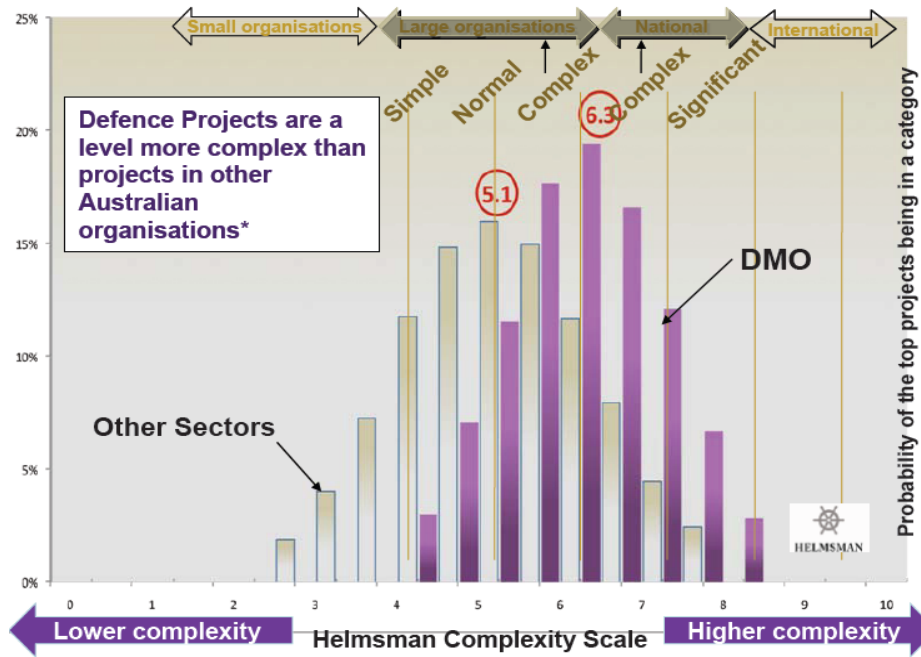 25%
Small organisations
Large organisations
National
International
Simple
Normal
Complex
Complex
Significant
Defence Projects are a
level more complex than
projects in other
Australian
organisations*
20%
5.1
6.3
15%
DMO
10%
Other Sectors
5%
0%
HELMSMAN
Probability of the top projects being in a category
0 1 2 3 4 5 6 7 8 9 10
Lower complexity
Helmsman Complexity Scale
Higher complexity